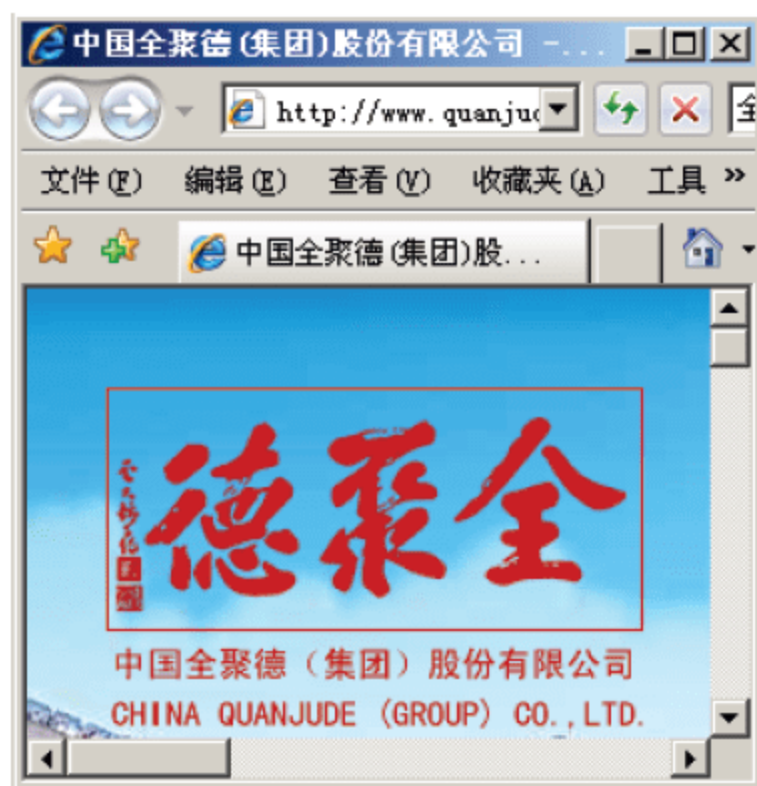 中国全聚德(集团)股份有限公司 -...
http://www.quanjud
全
文件(F) 编辑(E) 查看(V) 收藏夹(A) 工具 »
中国全聚德(集团)股...
德聚全
中国全聚德（集团）股份有限公司
CHINA QUANJUDE (GROUP) CO.,LTD.